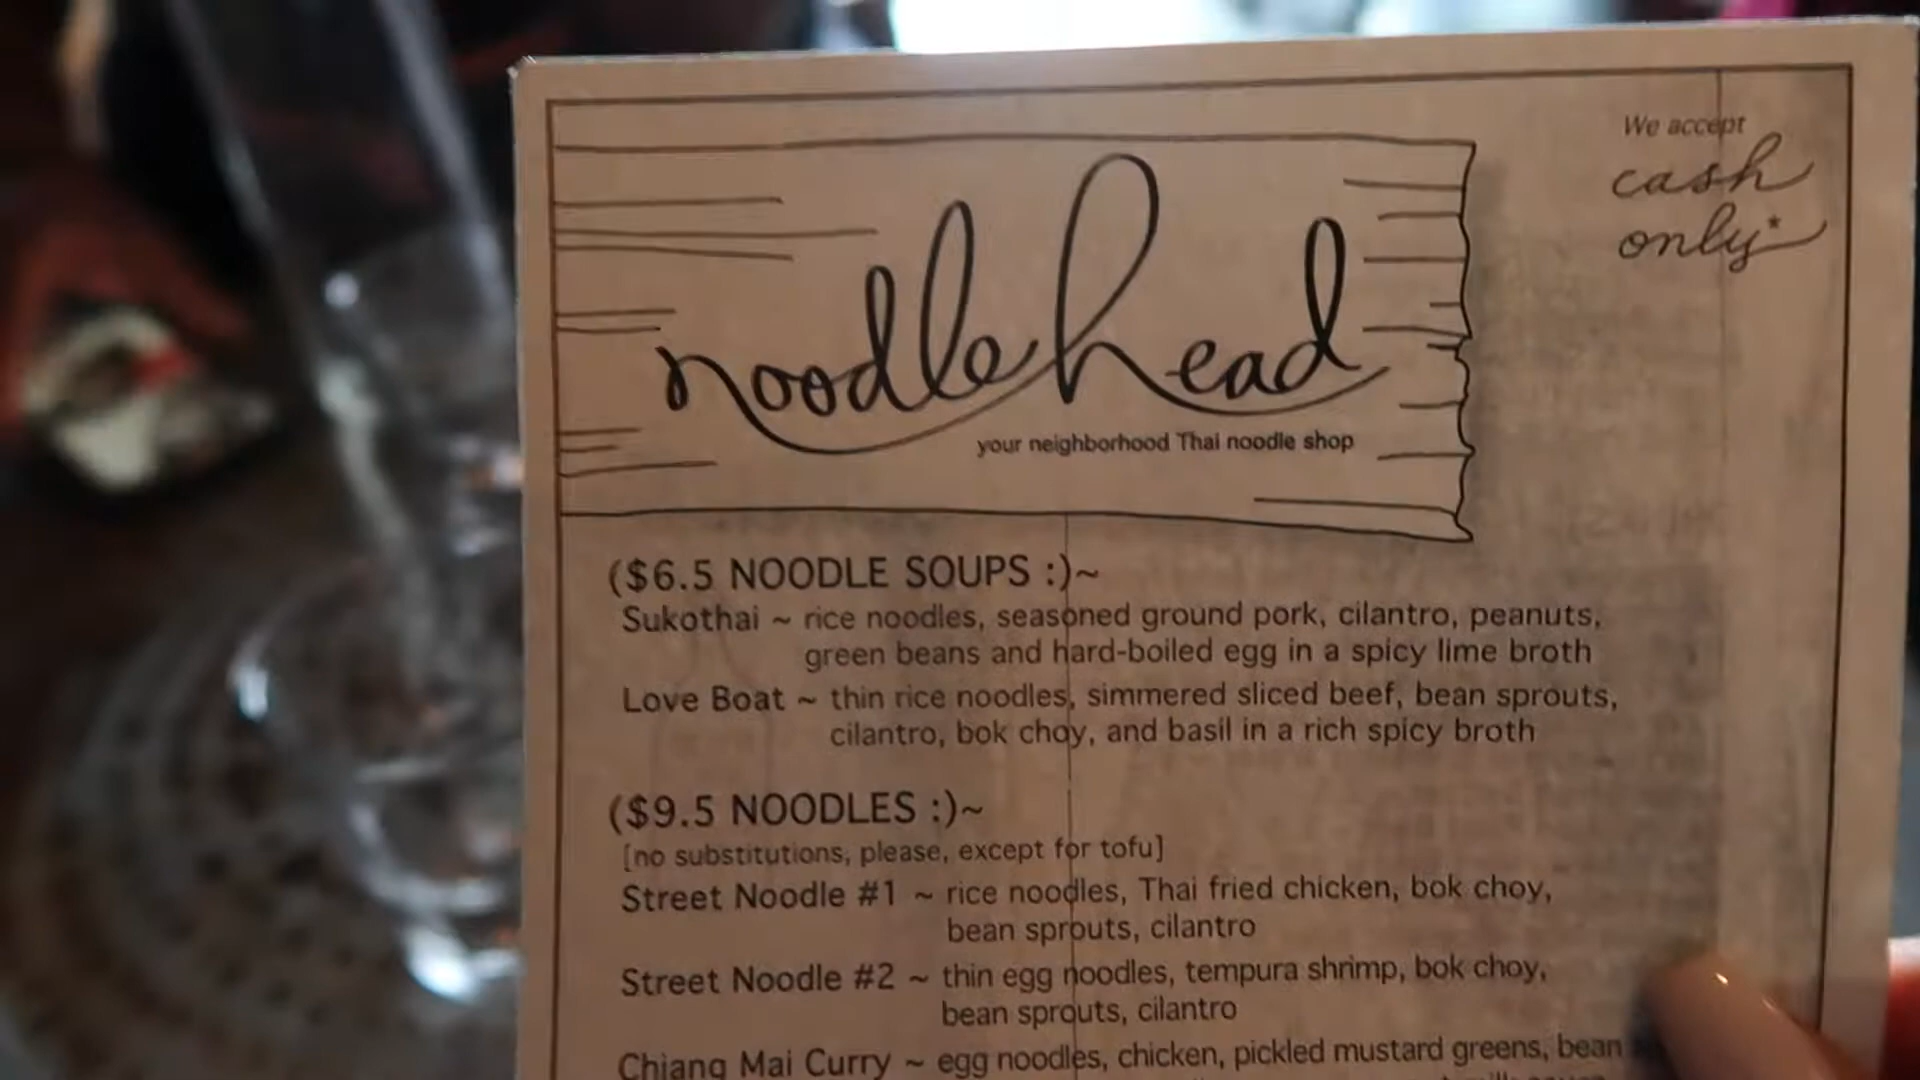 We accept
cash
only*
noodlehead
your neighborhood Thai noodle shop
($6.5 NOODLE SOUPS :)~
Sukothai ~ rice noodles, seasoned ground pork, cilantro, peanuts,
green beans and hard-boiled egg in a spicy lime broth
Love Boat ~ thin rice noodles, simmered sliced beef, bean sprouts,
cilantro, bok choy, and basil in a rich spicy broth
($9.5 NOODLES :)~
[no substitutions, please, except for tofu]
Street Noodle #1 ~ rice noodles, Thai fried chicken, bok choy,
bean sprouts, cilantro
Street Noodle #2 ~ thin egg noodles, tempura shrimp, bok choy,
bean sprouts, cilantro
Chiang Mai Curry ~ egg noodles, chicken, pickled mustard greens, bean